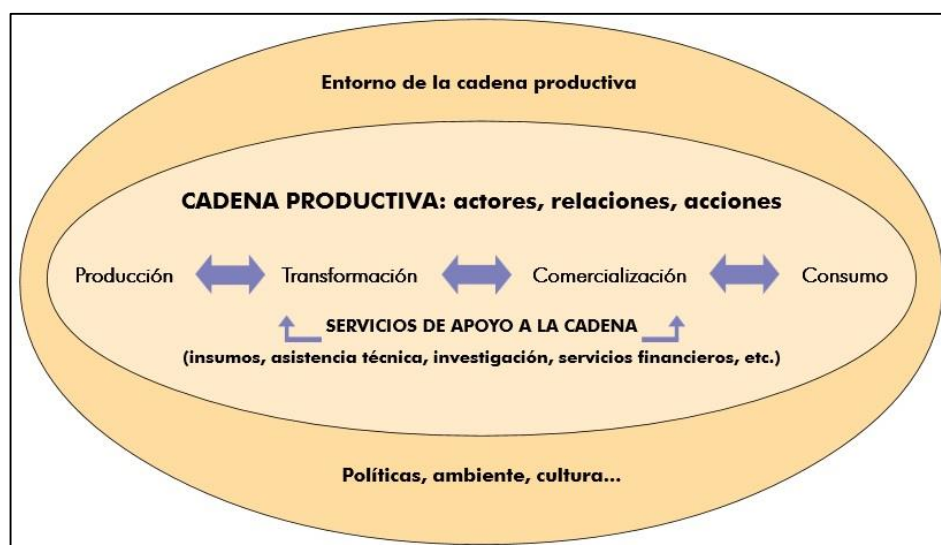 Entorno de la cadena productiva
CADENA PRODUCTIVA: actores, relaciones, acciones
Producción Transformación Comercialización Consumo
SERVICIOS DE APOYO A LA CADENA
(insumos, asistencia técnica, investigación, servicios financieros, etc.)
Políticas, ambiente, cultura...